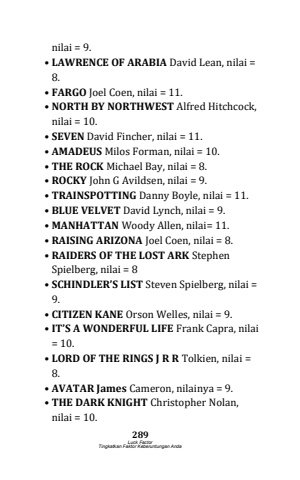 nilai = 9.
• LAWRENCE OF ARABIA David Lean, nilai =
8.
• FARGO Joel Coen, nilai = 11.
• NORTH BY NORTHWEST Alfred Hitchcock,
nilai = 10.
• SEVEN David Fincher, nilai = 11.
• AMADEUS Milos Forman, nilai = 10.
• THE ROCK Michael Bay, nilai = 8.
• ROCKY John G Avildsen, nilai = 9.
• TRAINSPOTTING Danny Boyle, nilai = 11.
• BLUE VELVET David Lynch, nilai = 9.
• MANHATTAN Woody Allen, nilai= 11.
• RAISING ARIZONA Joel Coen, nilai = 8.
• RAIDERS OF THE LOST ARK Stephen
Spielberg, nilai = 8
• SCHINDLER'S LIST Steven Spielberg, nilai =
9.
• CITIZEN KANE Orson Welles, nilai = 9.
• IT'S A WONDERFUL LIFE Frank Capra, nilai
= 10.
• LORD OF THE RINGS J R R Tolkien, nilai =
8.
• AVATAR James Cameron, nilainya = 9.
• THE DARK KNIGHT Christopher Nolan,
nilai = 10.
289
Luck Factor
Tingkatkan Faktor Keberuntungan Anda